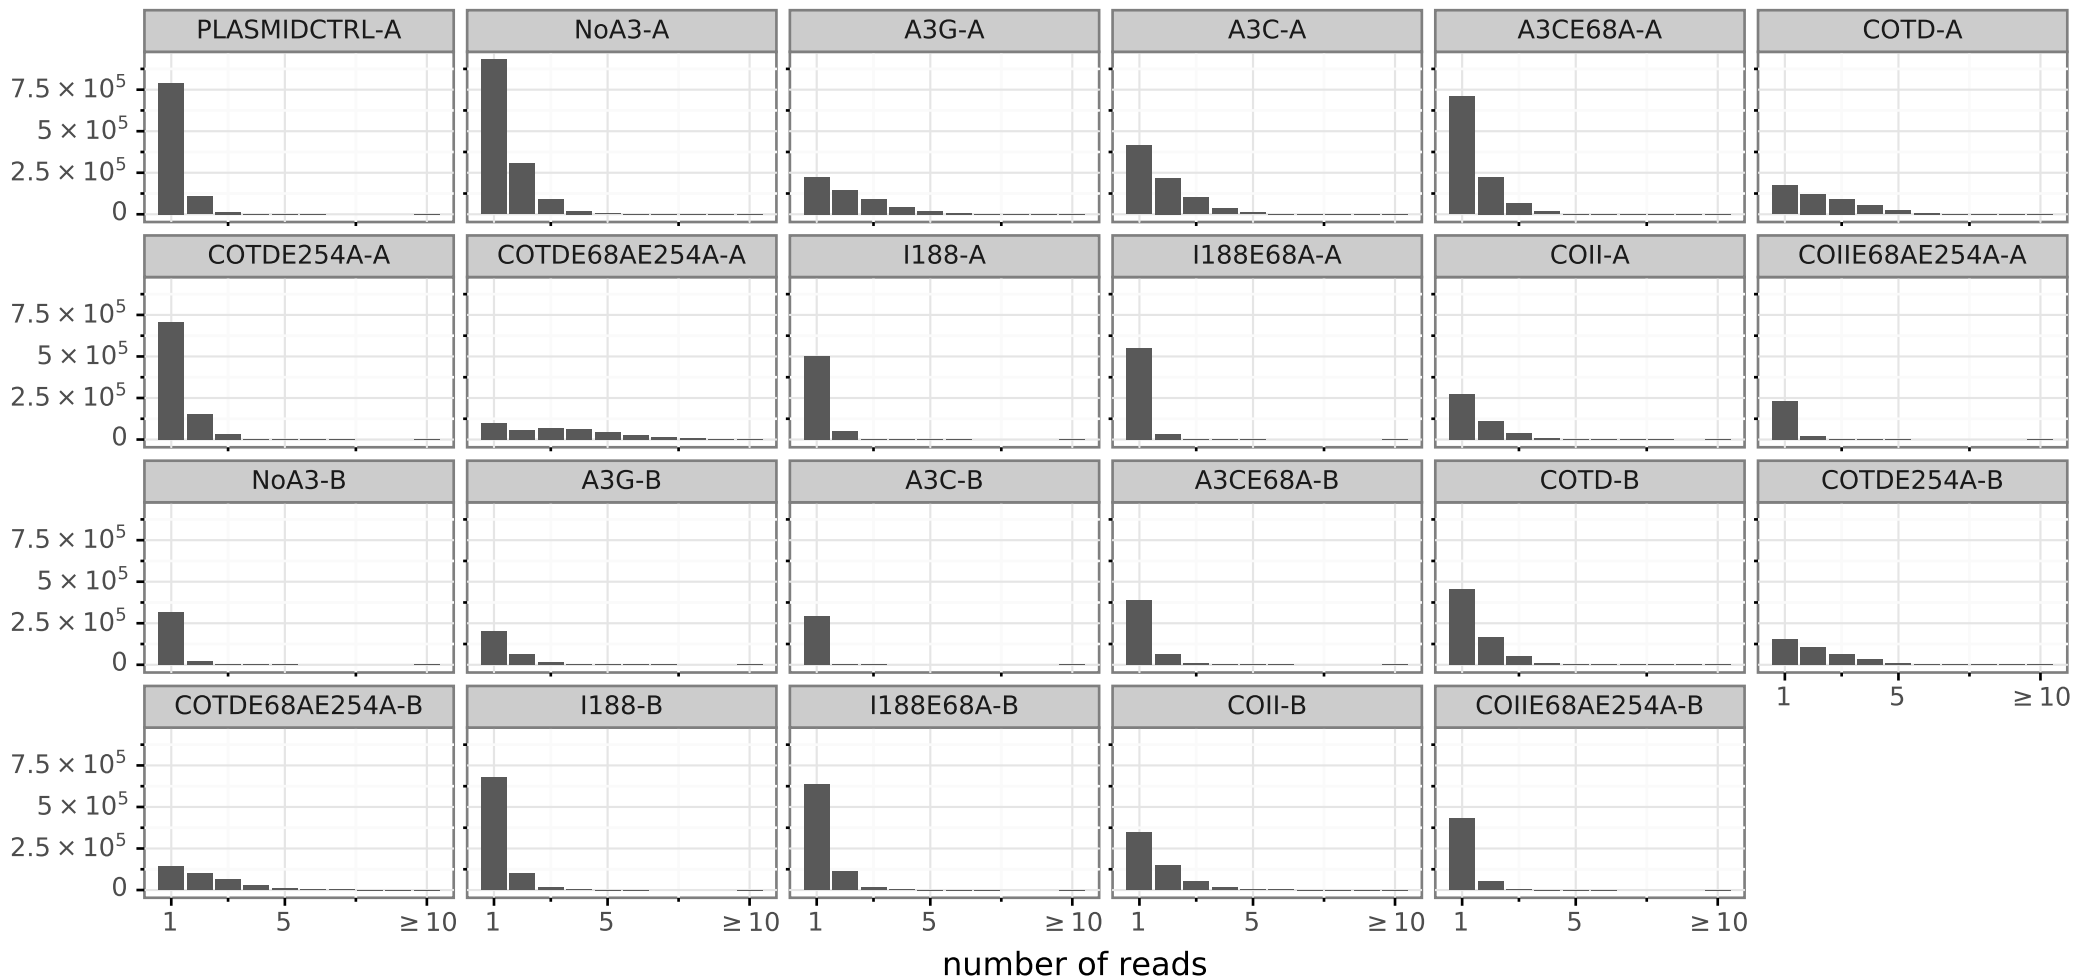 PLASMIDCTRL-A NoA3-A A3G-A A3C-A A3CE68A-A COTD-A
7.5 × 10⁵
5 × 10⁵
2.5 × 10⁵
0
COTDE254A-A COTDE68AE254A-A I188-A I188E68A-A COII-A COIIE68AE254A-A
7.5 × 10⁵
5 × 10⁵
2.5 × 10⁵
0
NoA3-B A3G-B A3C-B A3CE68A-B COTD-B COTDE254A-B
7.5 × 10⁵
5 × 10⁵
2.5 × 10⁵
0
1 5 ≥ 10
COTDE68AE254A-B I188-B I188E68A-B COII-B COIIE68AE254A-B
7.5 × 10⁵
5 × 10⁵
2.5 × 10⁵
0
1 5 ≥ 10 1 5 ≥ 10 1 5 ≥ 10 1 5 ≥ 10 1 5 ≥ 10
number of reads